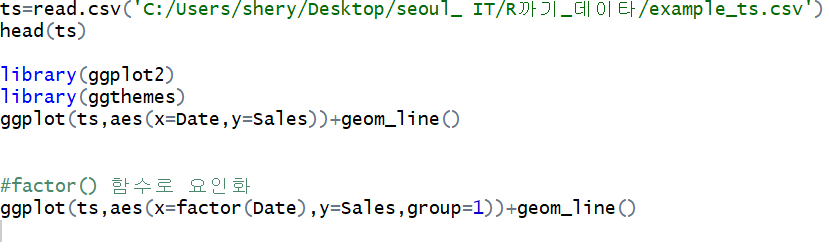 ts=read.csv('C:/Users/shery/Desktop/seoul_ IT/R까기_데이타/example_ts.csv')
head(ts)
library(ggplot2)
library(ggthemes)
ggplot(ts,aes(x=Date,y=Sales))+geom_line()
#factor() 함수로 요인화
ggplot(ts,aes(x=factor(Date),y=Sales,group=1))+geom_line()